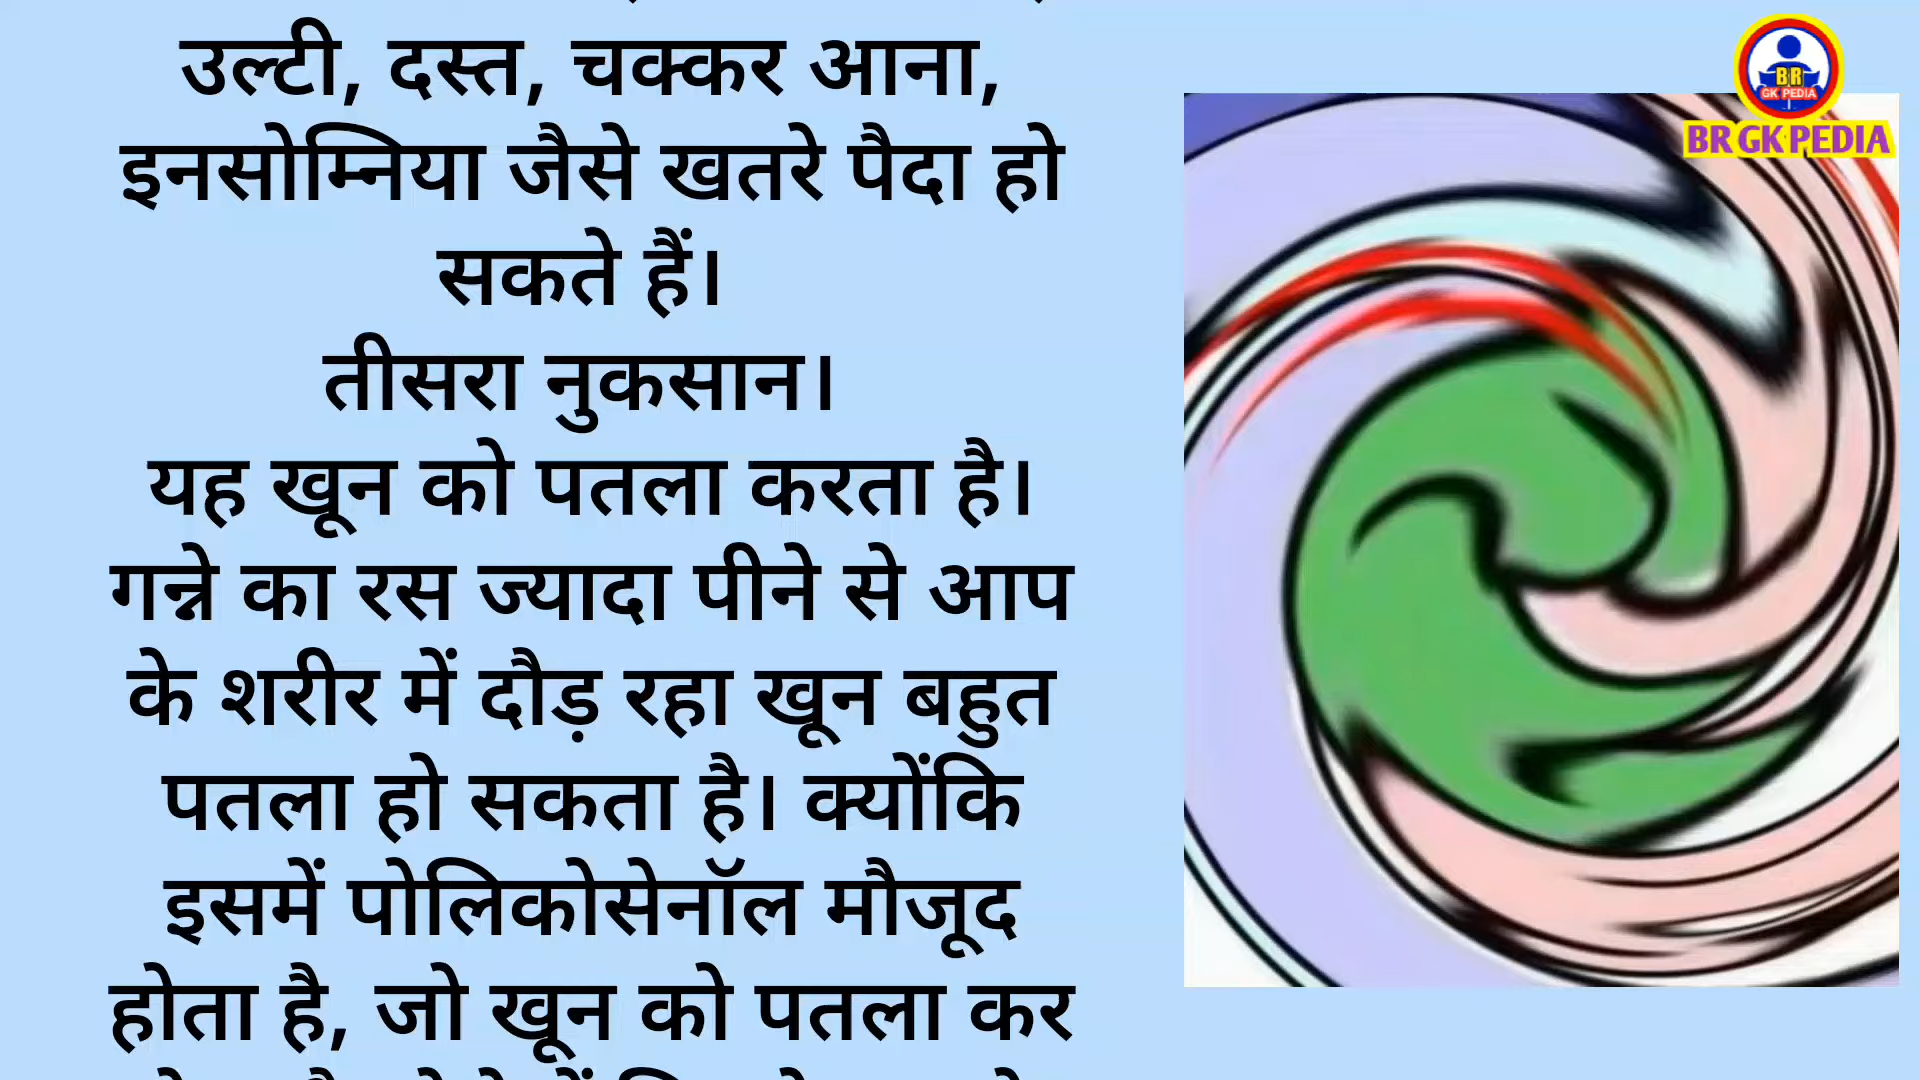 उल्टी, दस्त, चक्कर आना,
इनसोम्निया जैसे खतरे पैदा हो
सकते हैं।
तीसरा नुकसान।
यह खून को पतला करता है।
गन्ने का रस ज्यादा पीने से आप
के शरीर में दौड़ रहा खून बहुत
पतला हो सकता है। क्योंकि
इसमें पोलिकोसेनॉल मौजूद
होता है, जो खून को पतला कर
BR
GK PEDIA
BR GK PEDIA